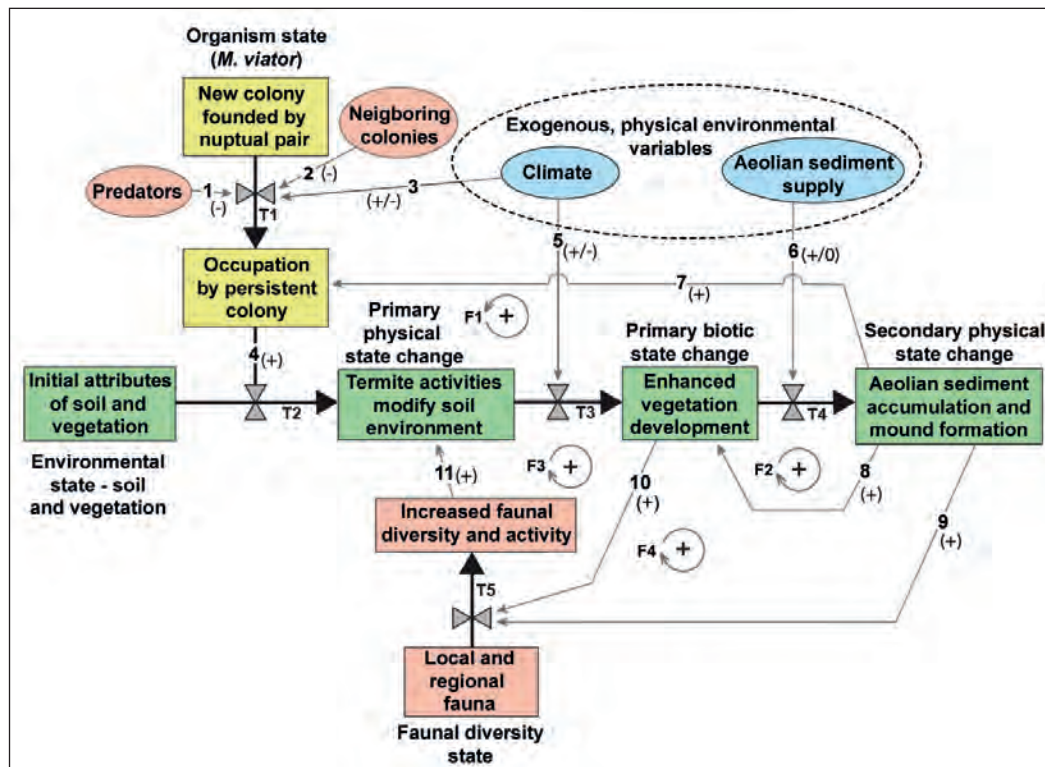 Organism state
(M. viator)
New colony
founded by
nuptual pair
Neigboring
colonies
Exogenous, physical environmental
variables
Climate
Aeolian sediment
supply
Predators
1
(-)
2 (-)
3
(+/-)
T1
5 (+/-)
6 (+/0)
Occupation
by persistent
colony
7
(+)
F1 +
Primary
physical
state change
Primary biotic
state change
Secondary physical
state change
4 (+)
Initial attributes
of soil and
vegetation
T2
Termite activities
modify soil
environment
T3
Enhanced
vegetation
development
T4
Aeolian sediment
accumulation and
mound formation
Environmental
state - soil
and vegetation
11 (+)
F3 +
10
(+)
F2 +
8
(+)
9
(+)
Increased faunal
diversity and activity
F4 +
T5
Local and
regional
fauna
Faunal diversity
state